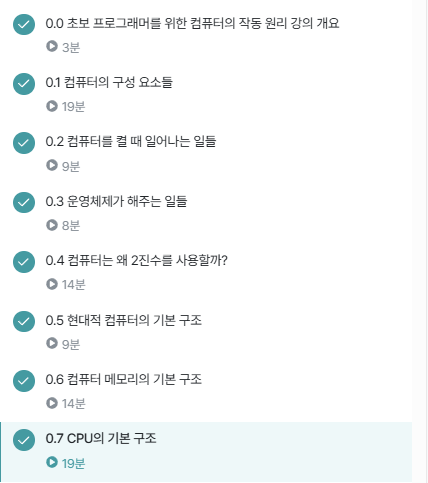 0.0 초보 프로그래머를 위한 컴퓨터의 작동 원리 강의 개요
3분
0.1 컴퓨터의 구성 요소들
19분
0.2 컴퓨터를 켤 때 일어나는 일들
9분
0.3 운영체제가 해주는 일들
8분
0.4 컴퓨터는 왜 2진수를 사용할까?
14분
0.5 현대적 컴퓨터의 기본 구조
9분
0.6 컴퓨터 메모리의 기본 구조
14분
0.7 CPU의 기본 구조
19분